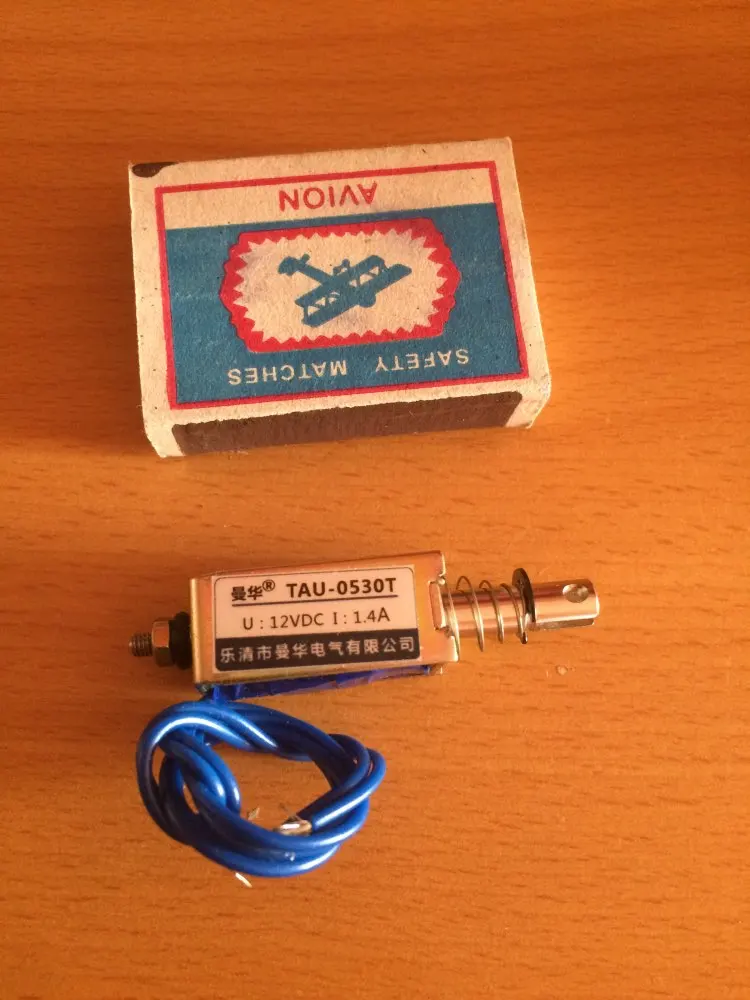 AVION
SAFETY MATCHES
曼华® TAU-0530T
U : 12VDC I : 1.4A
乐清市曼华电气有限公司